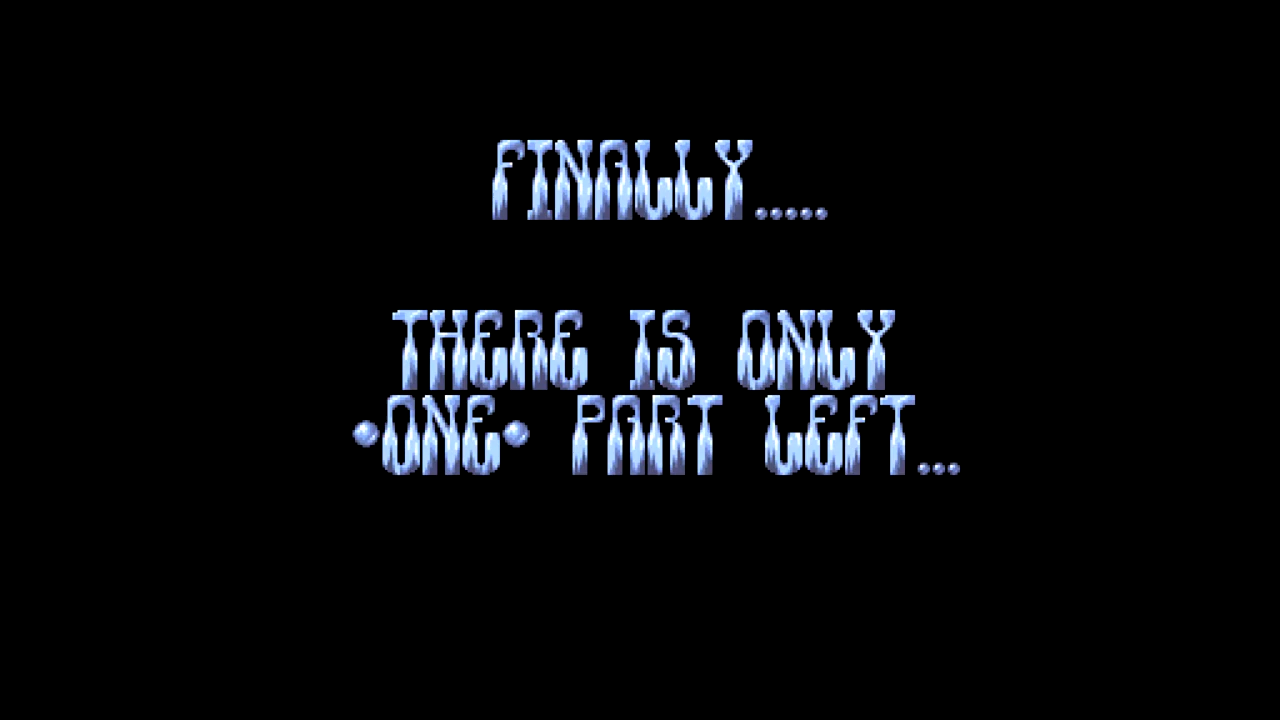 FINALLY.....
THERE IS ONLY
•ONE• PART LEFT...